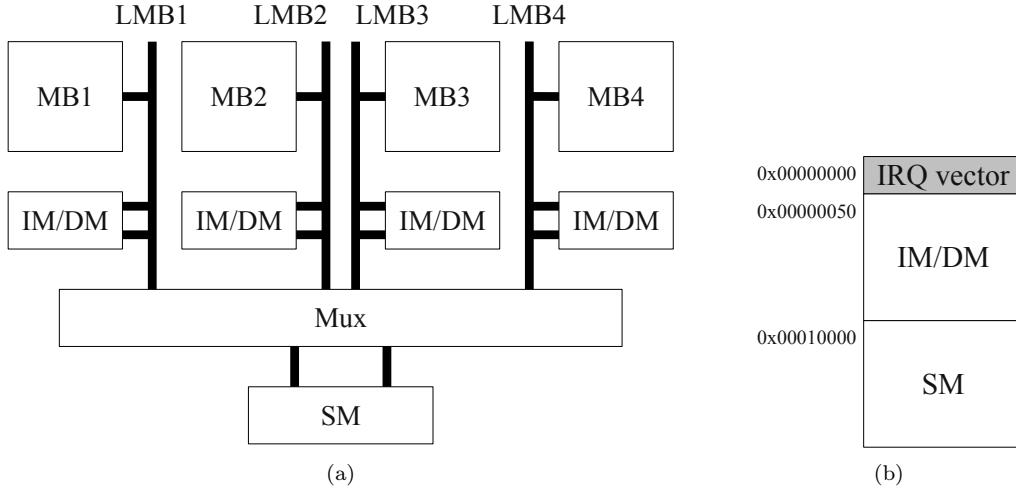 LMB1 LMB2 LMB3 LMB4
MB1 MB2 MB3 MB4
IM/DM IM/DM IM/DM IM/DM
Mux
SM
(a)
0x00000000 IRQ vector
0x00000050
IM/DM
0x00010000
SM
(b)